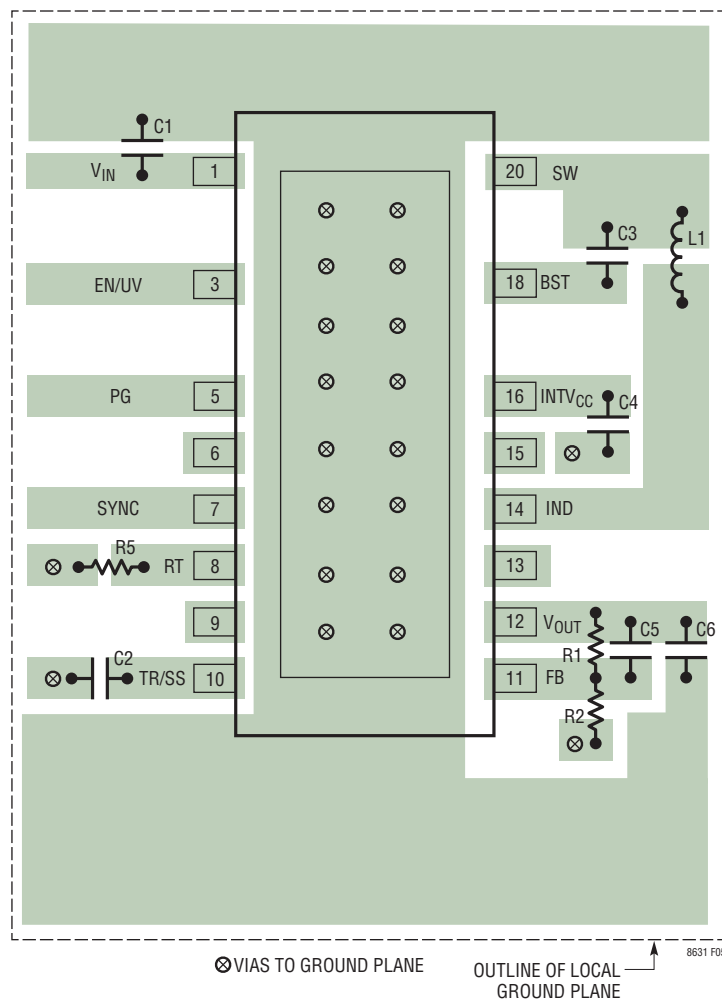 C1
VIN 1
20 SW
C3
L1
EN/UV 3
18 BST
PG 5
16 INTVCC
C4
6
15
SYNC 7
14 IND
R5
RT 8
13
9
12 VOUT
C5
C6
R1
C2
TR/SS 10
11 FB
R2
VIAS TO GROUND PLANE
OUTLINE OF LOCAL
GROUND PLANE
8631 F05